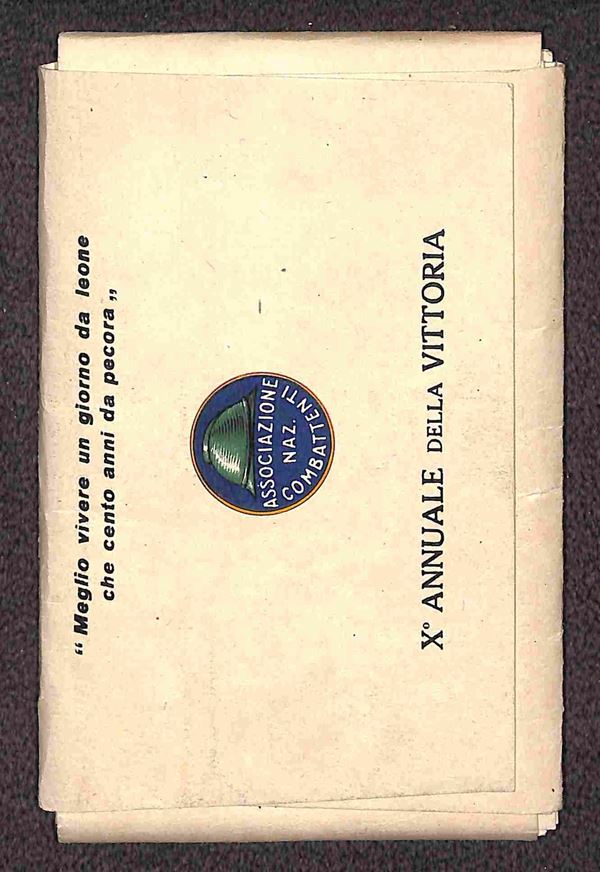 “ Meglio vivere un giorno da leone
che cento anni da pecora „
ASSOCIAZIONE
NAZ.
COMBATTENTI
X° ANNUALE DELLA VITTORIA